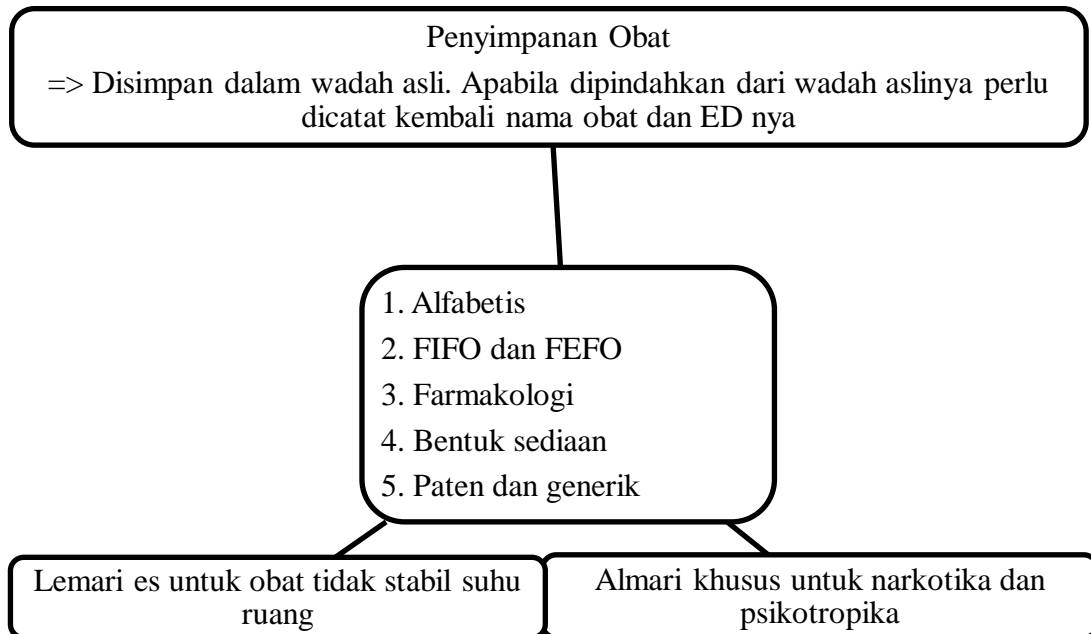 Penyimpanan Obat
=> Disimpan dalam wadah asli. Apabila dipindahkan dari wadah aslinya perlu
dicatat kembali nama obat dan ED nya
1. Alfabetis
2. FIFO dan FEFO
3. Farmakologi
4. Bentuk sediaan
5. Paten dan generik
Lemari es untuk obat tidak stabil suhu
ruang
Almari khusus untuk narkotika dan
psikotropika